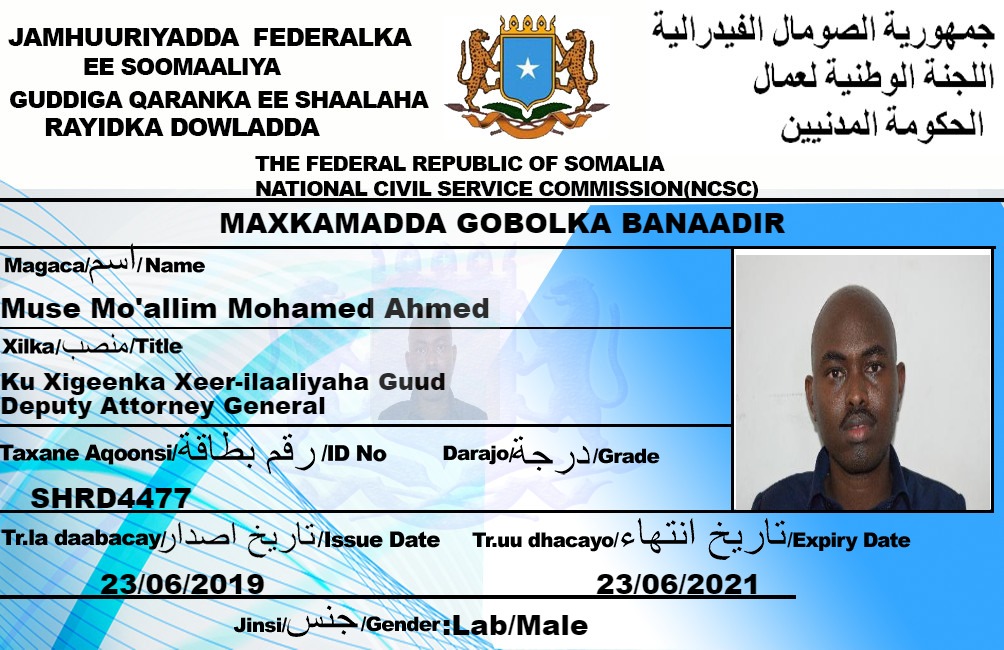 JAMHUURIYADDA FEDERALKA
EE SOOMAALIYA
GUDDIGA QARANKA EE SHAALAHA
RAYIDKA DOWLADDA
جمهورية الصومال الفيدرالية
اللجنة الوطنية لعمال
الحكومة المدنيين
THE FEDERAL REPUBLIC OF SOMALIA
NATIONAL CIVIL SERVICE COMMISSION(NCSC)
MAXKAMADDA GOBOLKA BANAADIR
Magaca/اسم/Name
Muse Mo'allim Mohamed Ahmed
Xilka/منصب/Title
Ku Xigeenka Xeer-ilaaliyaha Guud
Deputy Attorney General
Taxane Aqoonsi/رقم بطاقة/ID No
Darajo/درجة/Grade
SHRD4477
Tr.la daabacay/تاريخ اصدار/Issue Date
Tr.uu dhacayo/تاريخ انتهاء/Expiry Date
23/06/2019
23/06/2021
Jinsi/جنس/Gender:Lab/Male